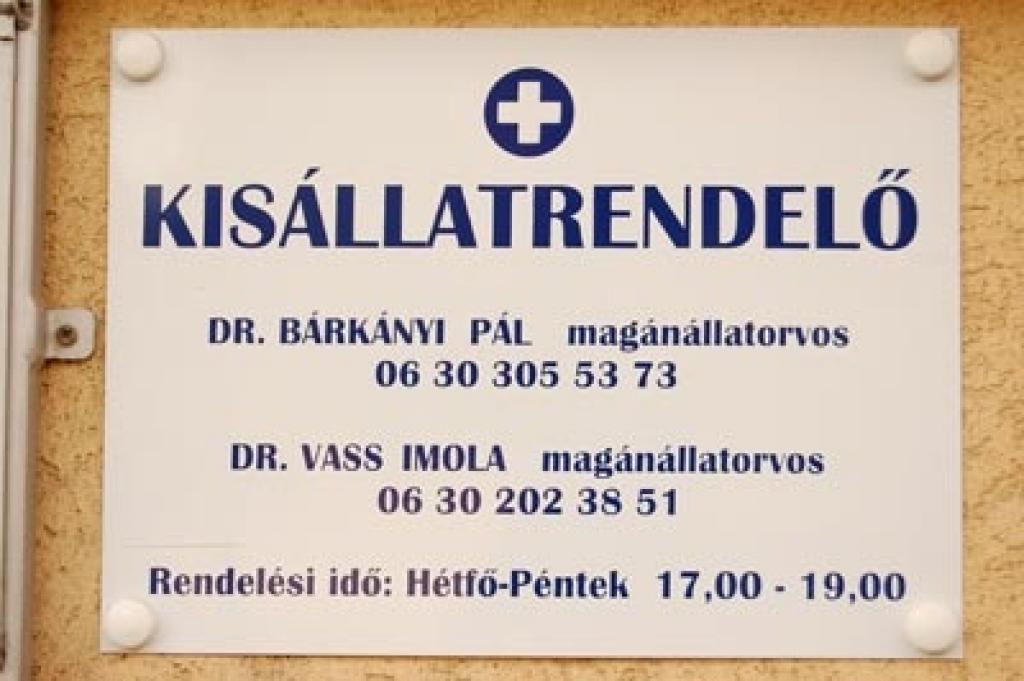 KISÁLLATRENDELŐ
DR. BÁRKÁNYI PÁL magánállatorvos
06 30 305 53 73
DR. VASS IMOLA magánállatorvos
06 30 202 38 51
Rendelési idő: Hétfő-Péntek 17,00 - 19,00